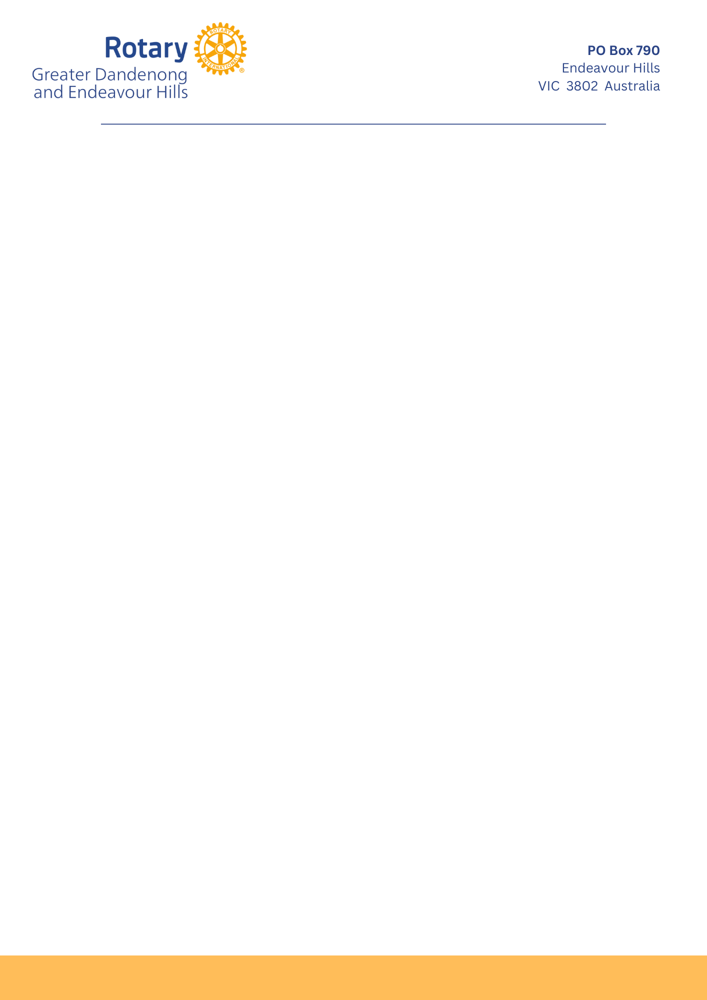 Rotary
Greater Dandenong
and Endeavour Hills
ROTARY
INTERNATIONAL
®
PO Box 790
Endeavour Hills
VIC 3802 Australia